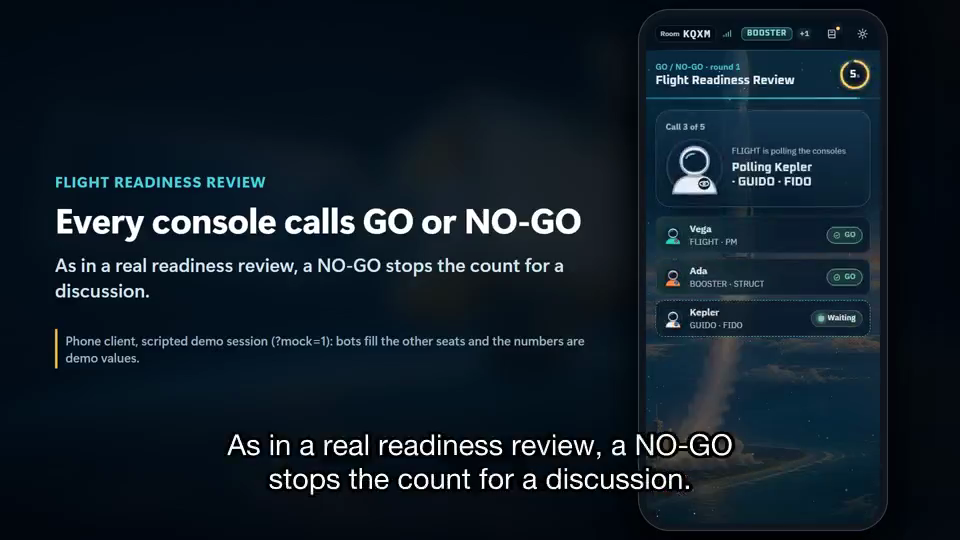 FLIGHT READINESS REVIEW
Every console calls GO or NO-GO
As in a real readiness review, a NO-GO stops the count for a
discussion.
Phone client, scripted demo session (?mock=1): bots fill the other seats and the numbers are
demo values.
Room KQXM BOOSTER +1
GO / NO-GO · round 1
Flight Readiness Review
5s
Call 3 of 5
FLIGHT is polling the consoles
Polling Kepler
· GUIDO · FIDO
Vega
FLIGHT · PM
GO
Ada
BOOSTER · STRUCT
GO
Kepler
GUIDO · FIDO
Waiting
As in a real readiness review, a NO-GO
stops the count for a discussion.